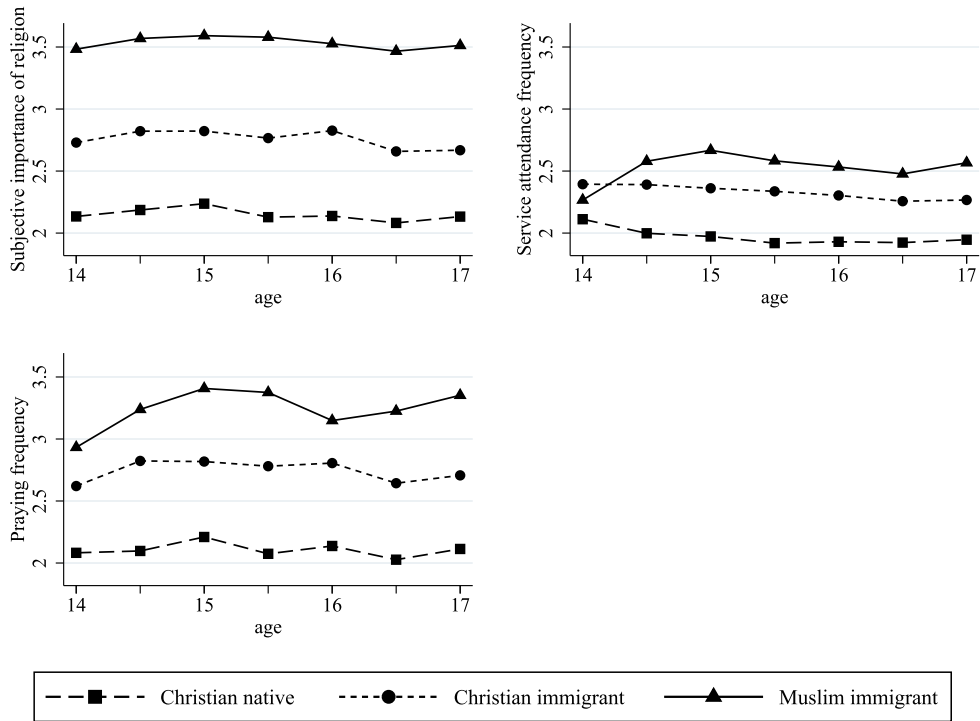 Subjective importance of religion
3.5
3
2.5
2
14 15 16 17
age
Service attendance frequency
3.5
3
2.5
2
14 15 16 17
age
Praying frequency
3.5
3
2.5
2
14 15 16 17
age
Christian native Christian immigrant Muslim immigrant